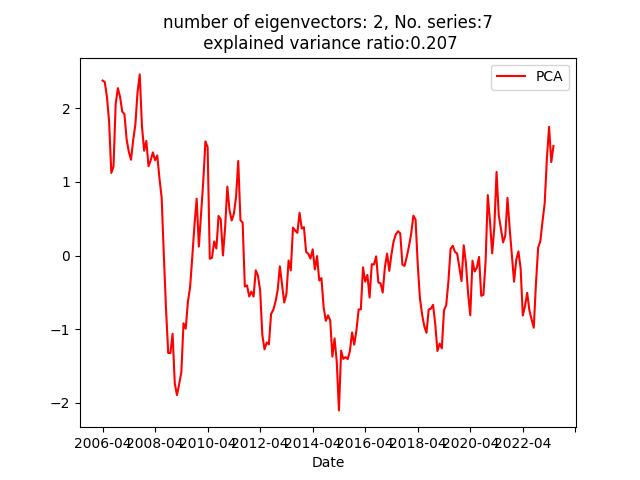 number of eigenvectors: 2, No. series:7
explained variance ratio:0.207
PCA
2
1
0
−1
−2
2006-04 2008-04 2010-04 2012-04 2014-04 2016-04 2018-04 2020-04 2022-04
Date